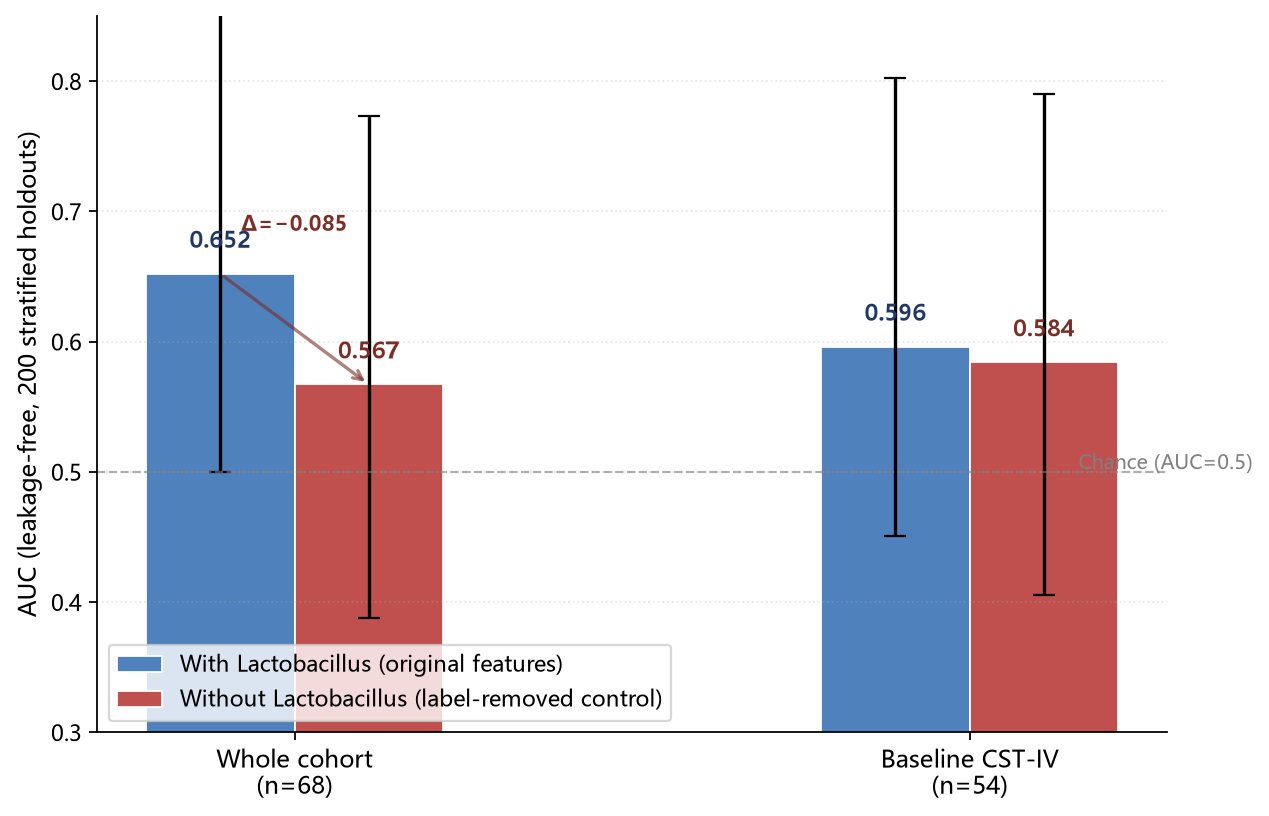 AUC (leakage-free, 200 stratified holdouts)
0.8
0.7
0.6
0.5
0.4
0.3
Δ=−0.085
0.652
0.567
0.596
0.584
Chance (AUC=0.5)
With Lactobacillus (original features)
Without Lactobacillus (label-removed control)
Whole cohort
(n=68)
Baseline CST-IV
(n=54)